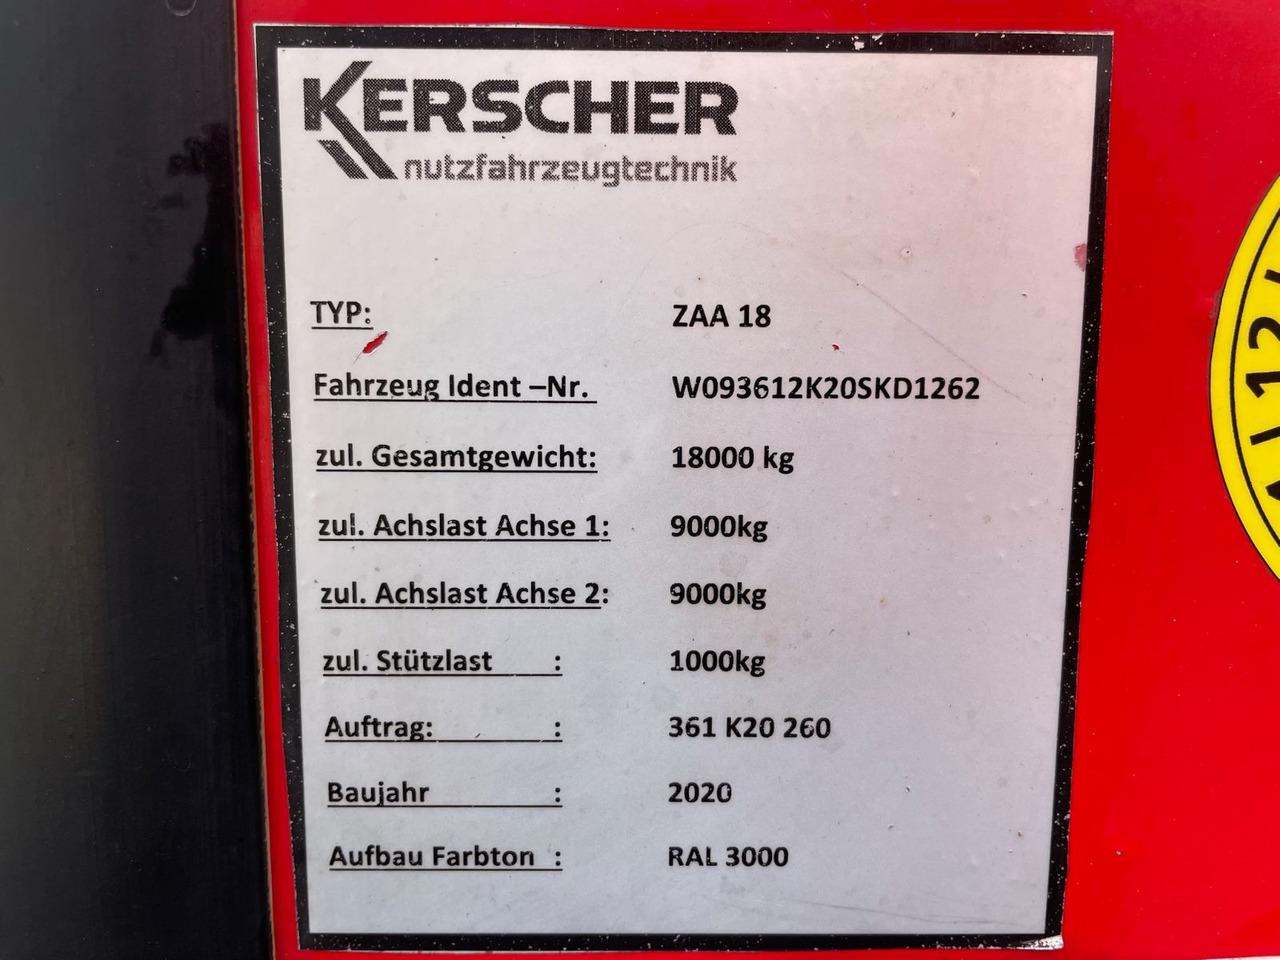 KERSCHER
nutzfahrzeugtechnik
TYP: ZAA 18
Fahrzeug Ident –Nr. W093612K20SKD1262
zul. Gesamtgewicht: 18000 kg
zul. Achslast Achse 1: 9000kg
zul. Achslast Achse 2: 9000kg
zul. Stützlast : 1000kg
Auftrag: : 361 K20 260
Baujahr : 2020
Aufbau Farbton : RAL 3000